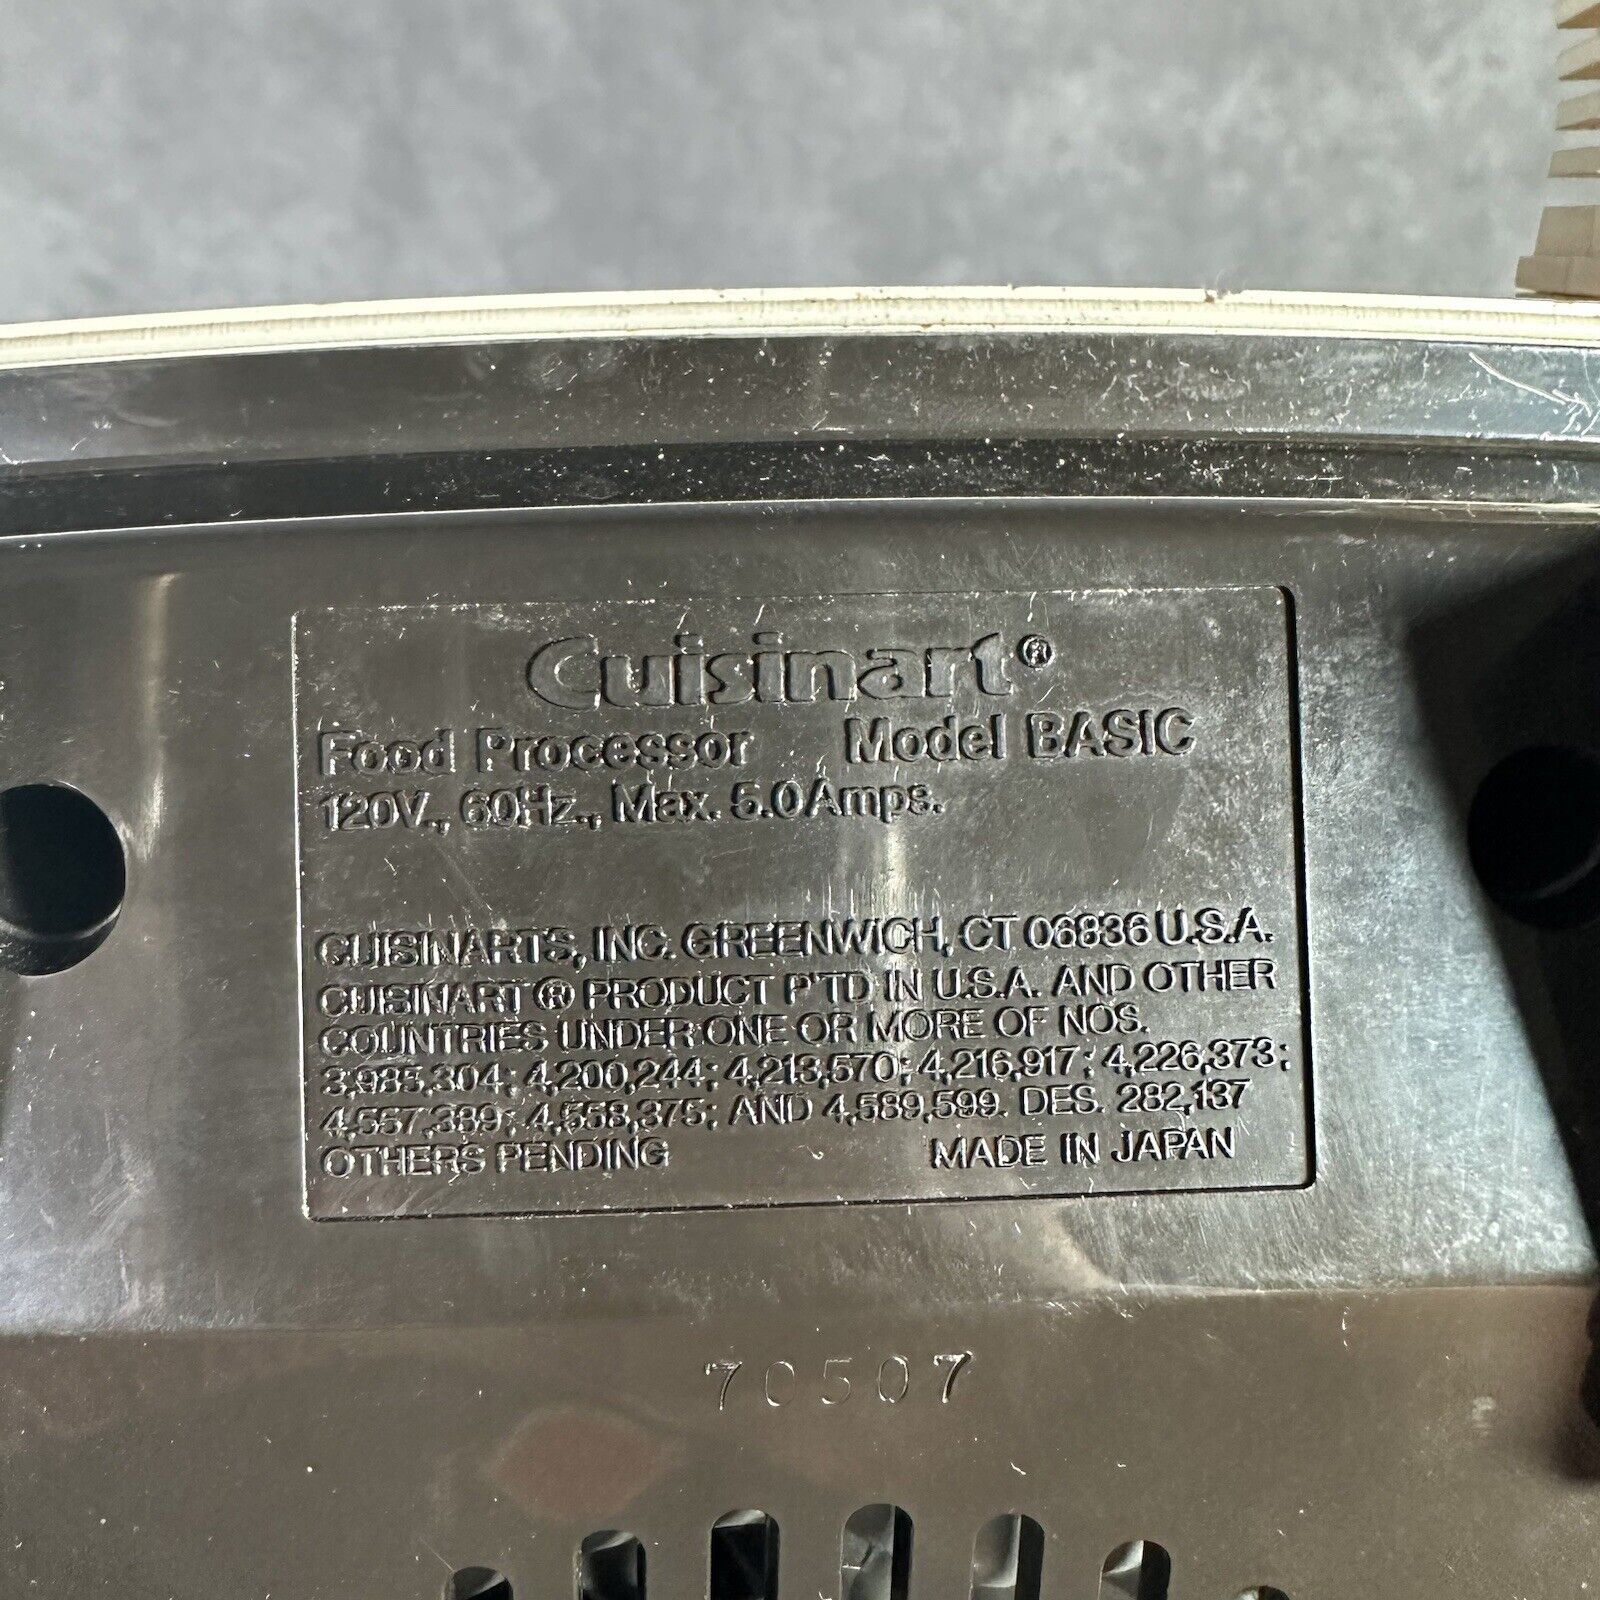 Cuisinart®
Food Processor Model BASIC
120V., 60Hz., Max. 5.0Amps.
CUISINARTS, INC. GREENWICH, CT 06836 U.S.A.
CUISINART ® PRODUCT P'TD IN U.S.A. AND OTHER
COUNTRIES UNDER ONE OR MORE OF NOS.
3,985,304; 4,200,244; 4,213,570; 4,216,917; 4,226,373;
4,557,389; 4,558,375; AND 4,589,599. DES. 282,137
OTHERS PENDING MADE IN JAPAN
70507